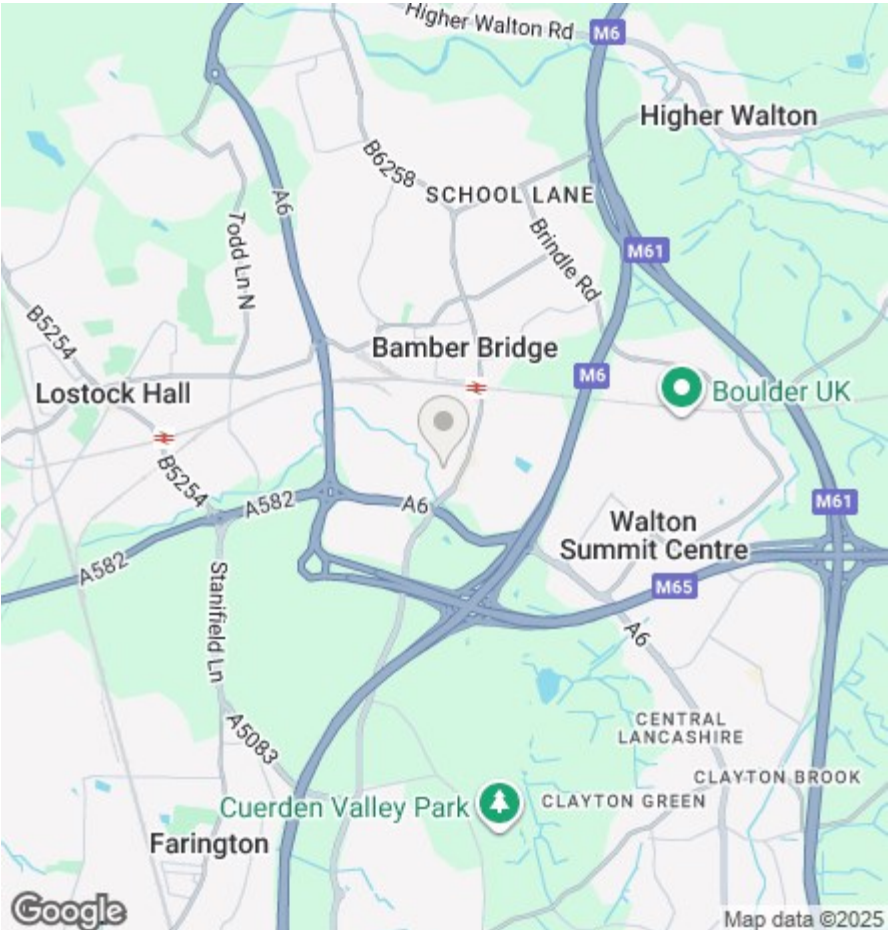 Higher Walton Rd
M6
Higher Walton
B6258
SCHOOL LANE
A6
Todd Ln N
Brindle Rd
M61
B5254
Bamber Bridge
M6
Boulder UK
Lostock Hall
B5254
A582
A6
M61
Walton
Summit Centre
A582
M65
Stanifield Ln
A6
A5083
CENTRAL
LANCASHIRE
CLAYTON BROOK
Cuerden Valley Park
CLAYTON GREEN
Farington
Google
Map data ©2025